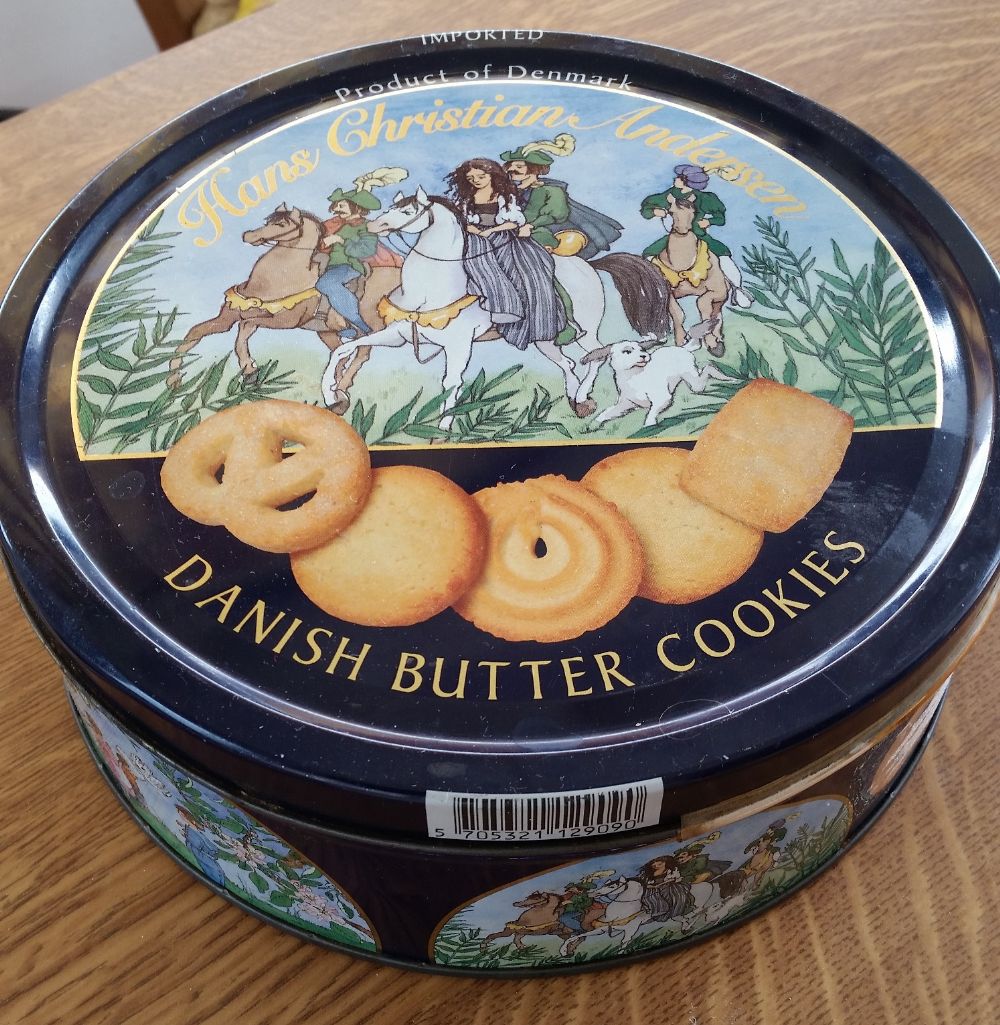 IMPORTED
Product of Denmark
Hans Christian Andersen
DANISH BUTTER COOKIES
5 705321 129090